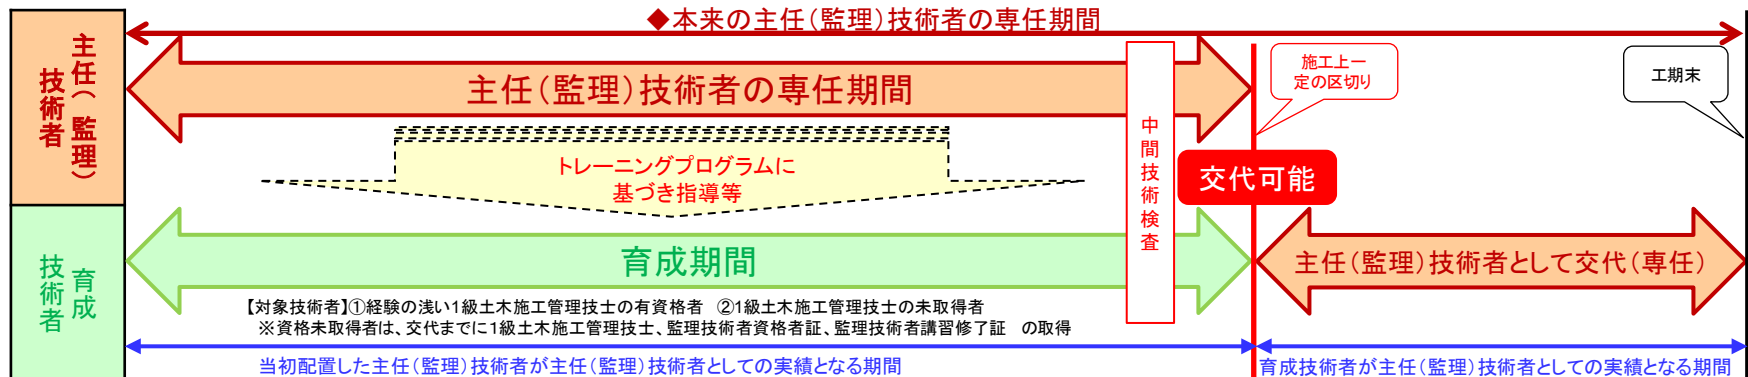 ◆本来の主任(監理)技術者の専任期間
主任(監理)
技術者
主任(監理)技術者の専任期間
中間技術検査
施工上一
定の区切り
工期末
トレーニングプログラムに
基づき指導等
交代可能
育成
技術者
育成期間
主任(監理)技術者として交代(専任)
【対象技術者】①経験の浅い1級土木施工管理技士の有資格者 ②1級土木施工管理技士の未取得者
※資格未取得者は、交代までに1級土木施工管理技士、監理技術者資格者証、監理技術者講習修了証 の取得
当初配置した主任(監理)技術者が主任(監理)技術者としての実績となる期間
育成技術者が主任(監理)技術者としての実績となる期間